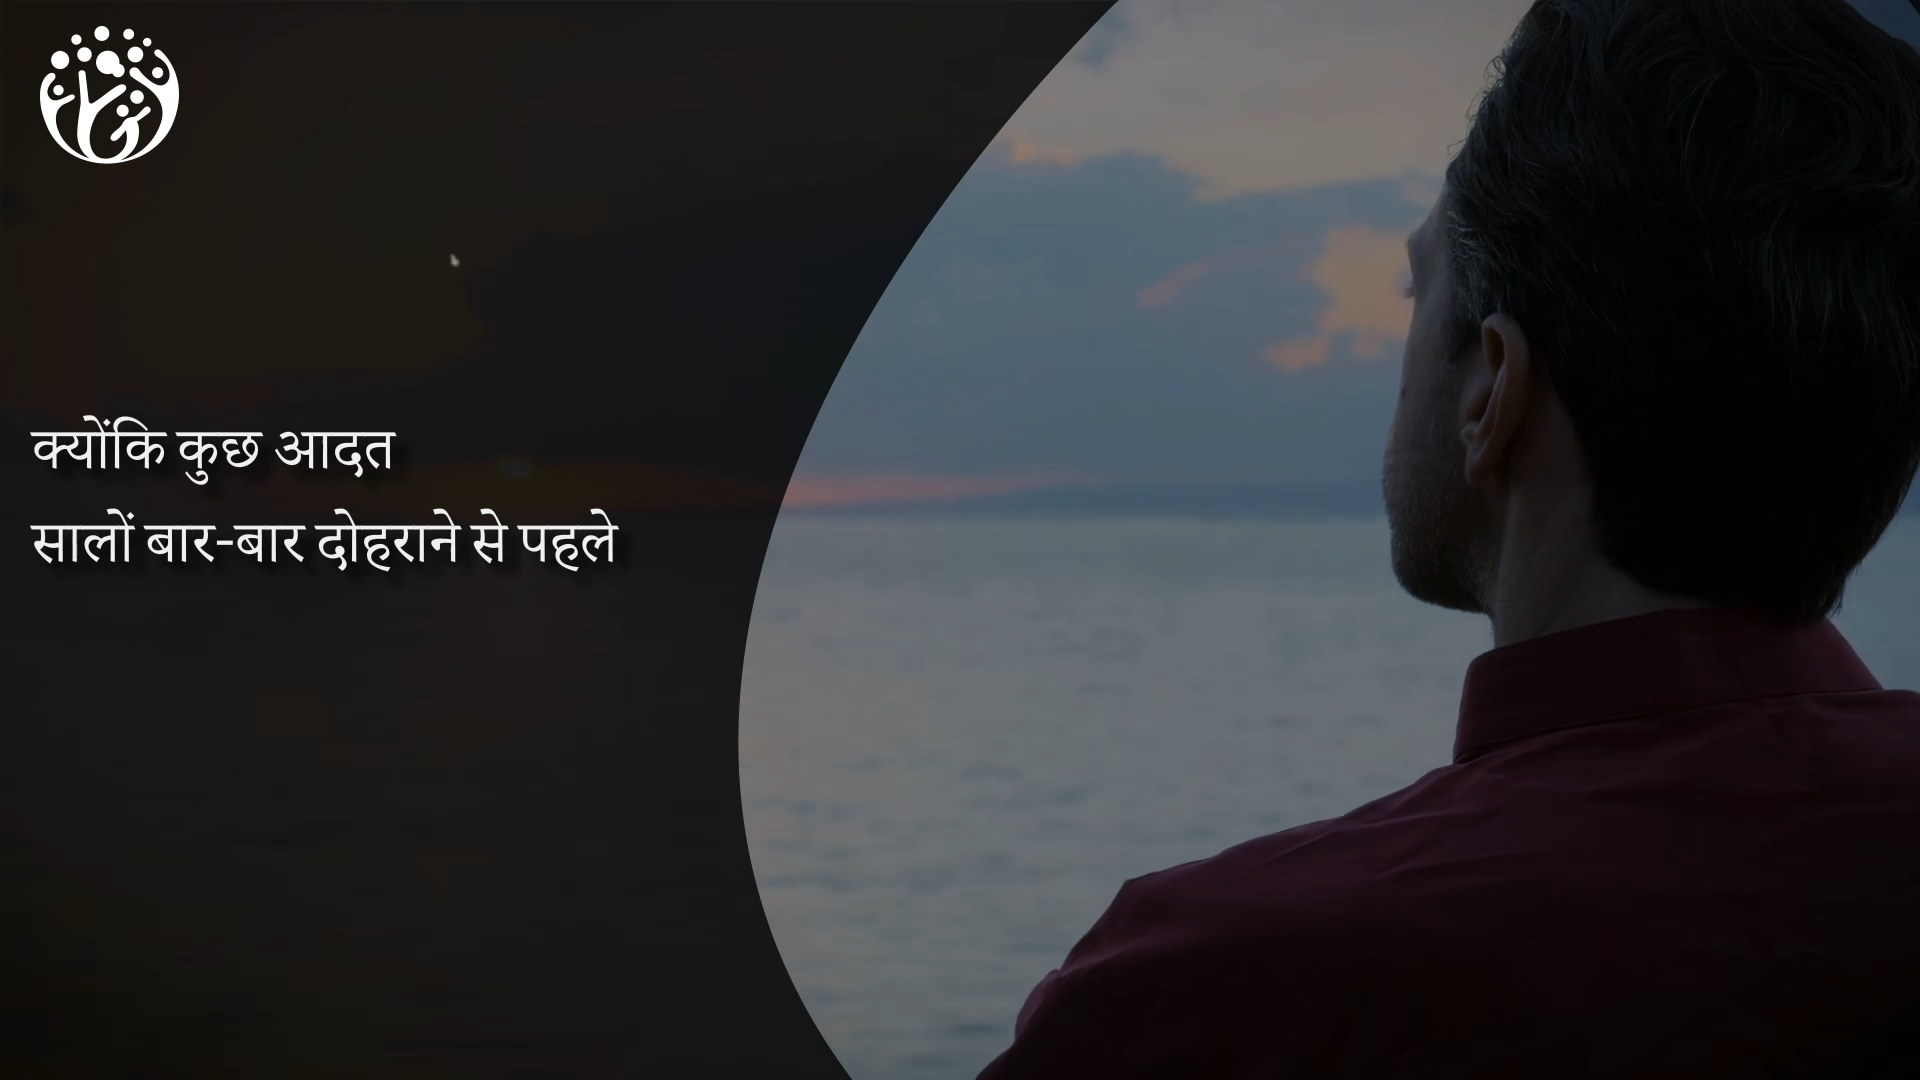 क्योंकि कुछ आदत
सालों बार-बार दोहराने से पहले